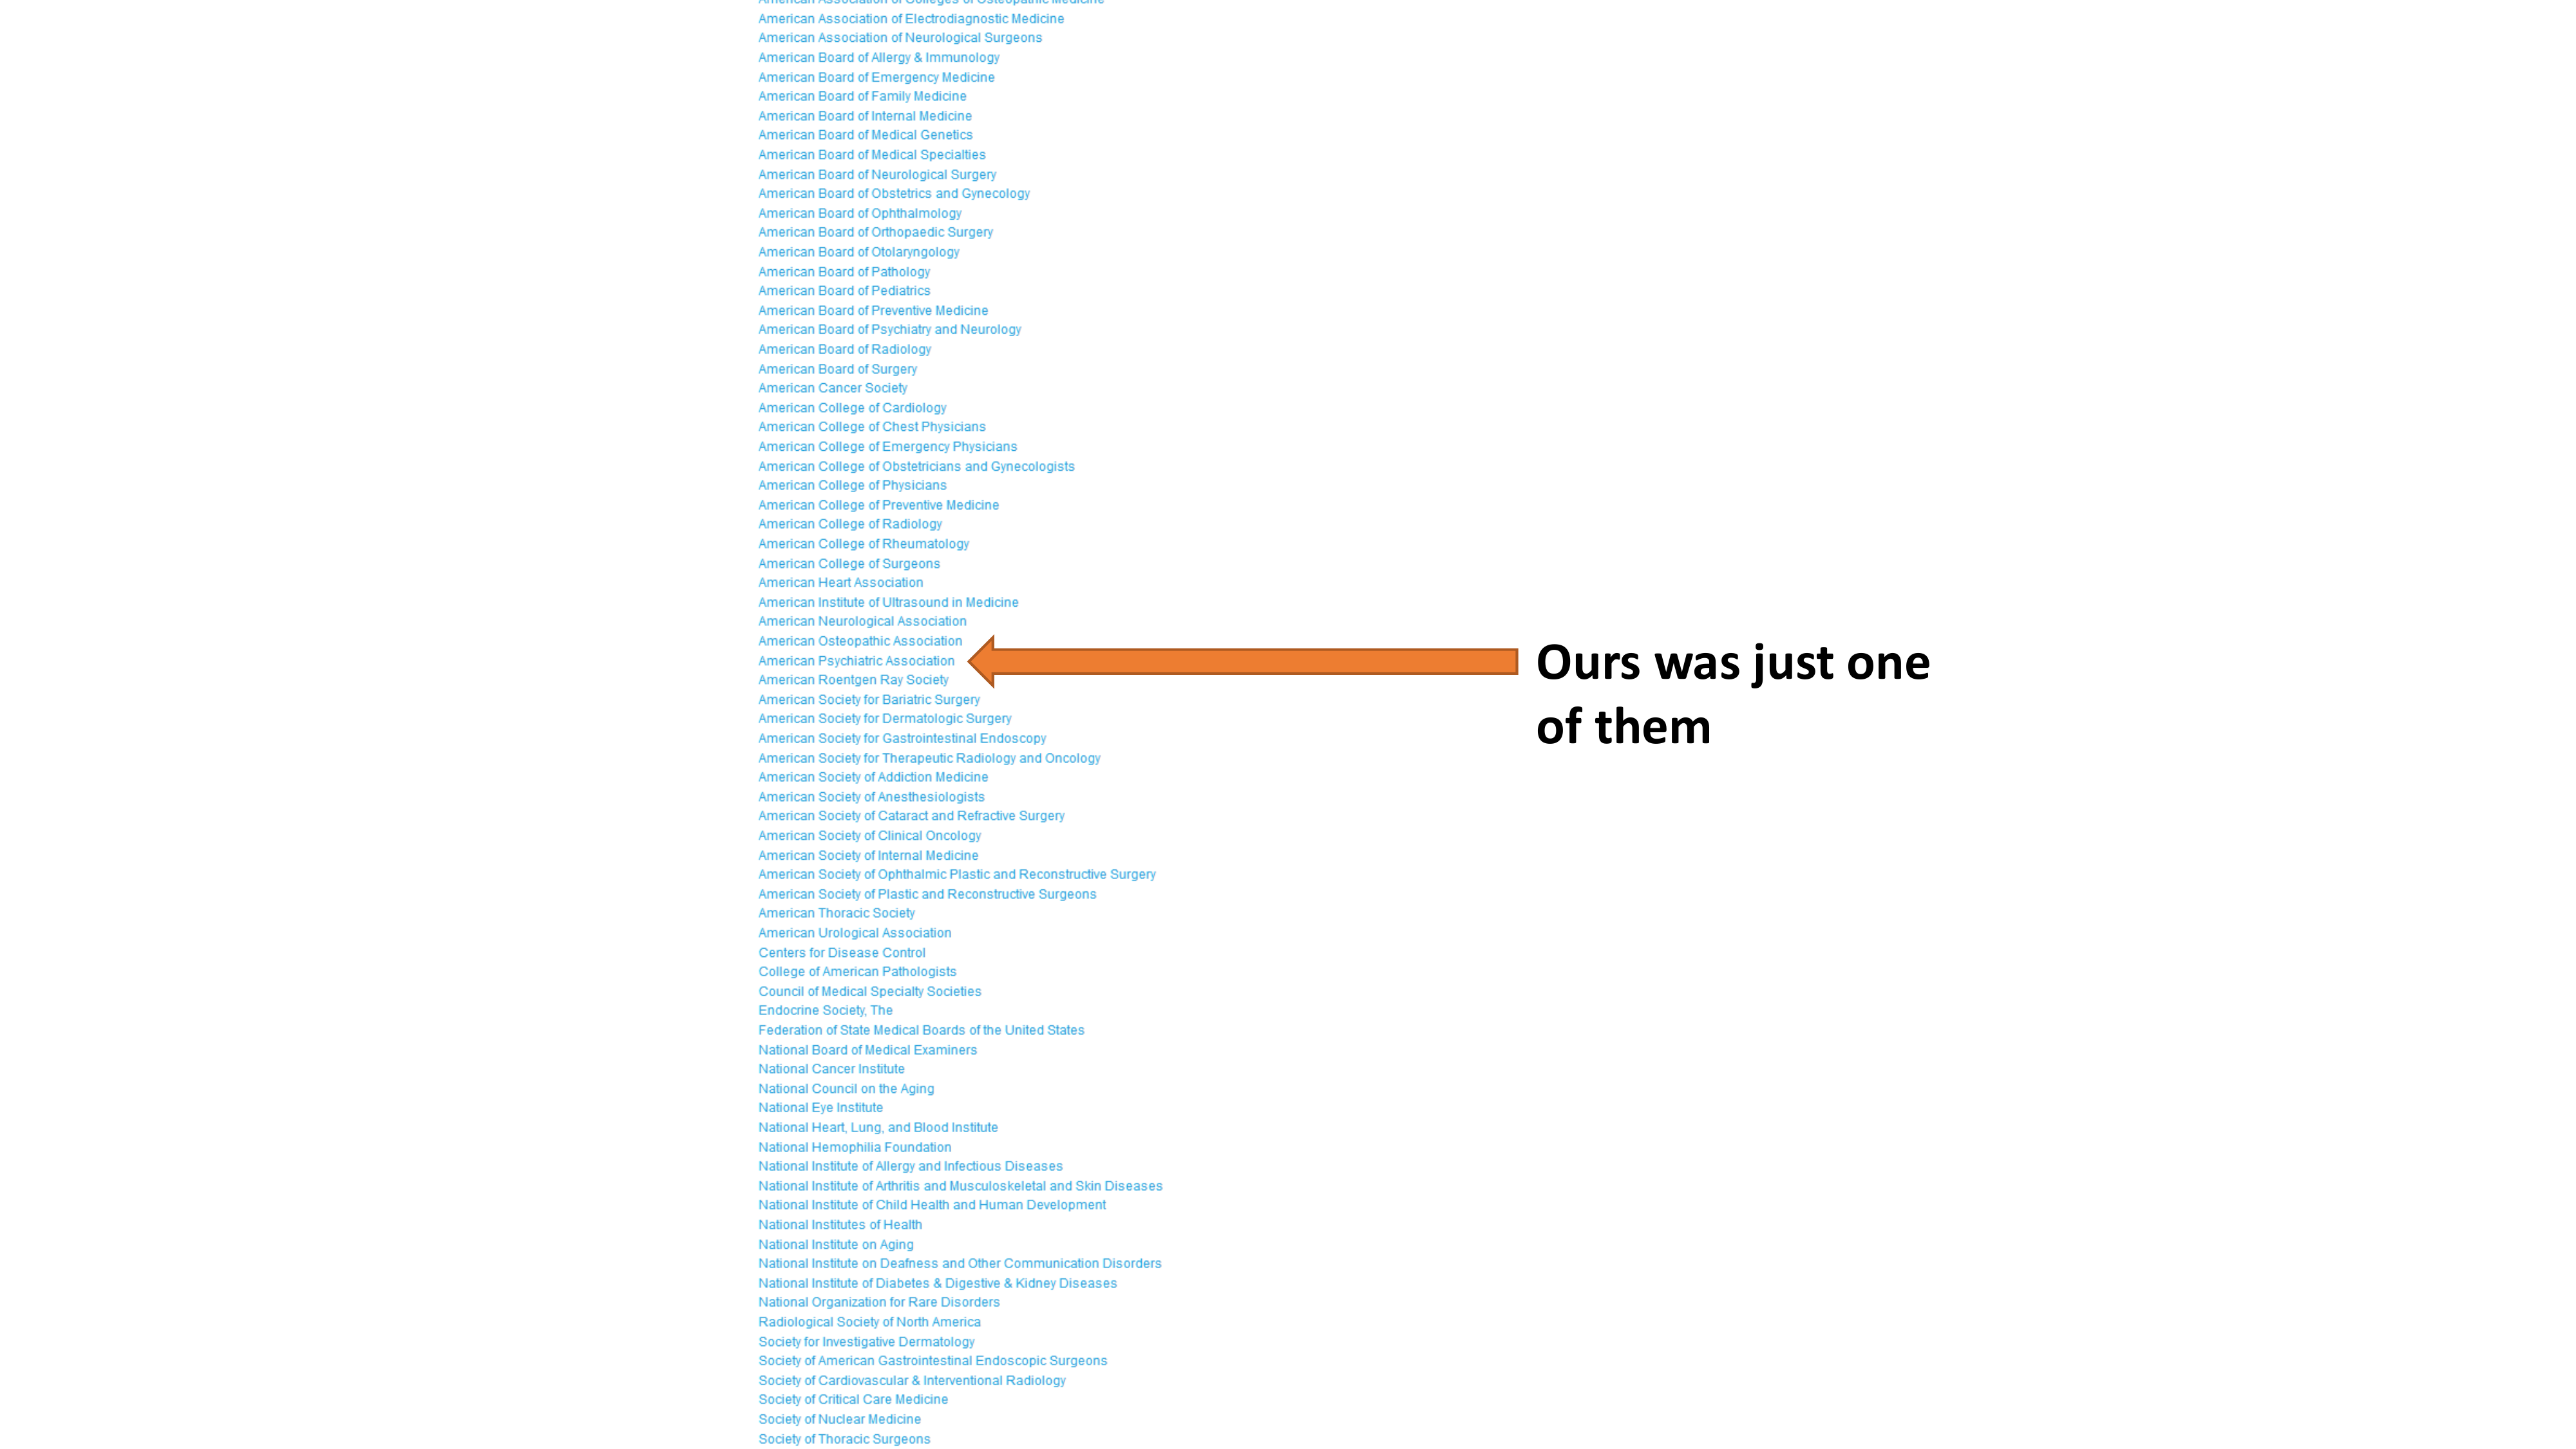 American Association of Colleges of Osteopathic Medicine
American Association of Electrodiagnostic Medicine
American Association of Neurological Surgeons
American Board of Allergy & Immunology
American Board of Emergency Medicine
American Board of Family Medicine
American Board of Internal Medicine
American Board of Medical Genetics
American Board of Medical Specialties
American Board of Neurological Surgery
American Board of Obstetrics and Gynecology
American Board of Ophthalmology
American Board of Orthopaedic Surgery
American Board of Otolaryngology
American Board of Pathology
American Board of Pediatrics
American Board of Preventive Medicine
American Board of Psychiatry and Neurology
American Board of Radiology
American Board of Surgery
American Cancer Society
American College of Cardiology
American College of Chest Physicians
American College of Emergency Physicians
American College of Obstetricians and Gynecologists
American College of Physicians
American College of Preventive Medicine
American College of Radiology
American College of Rheumatology
American College of Surgeons
American Heart Association
American Institute of Ultrasound in Medicine
American Neurological Association
American Osteopathic Association
American Psychiatric Association
American Roentgen Ray Society
American Society for Bariatric Surgery
American Society for Dermatologic Surgery
American Society for Gastrointestinal Endoscopy
American Society for Therapeutic Radiology and Oncology
American Society of Addiction Medicine
American Society of Anesthesiologists
American Society of Cataract and Refractive Surgery
American Society of Clinical Oncology
American Society of Internal Medicine
American Society of Ophthalmic Plastic and Reconstructive Surgery
American Society of Plastic and Reconstructive Surgeons
American Thoracic Society
American Urological Association
Centers for Disease Control
College of American Pathologists
Council of Medical Specialty Societies
Endocrine Society, The
Federation of State Medical Boards of the United States
National Board of Medical Examiners
National Cancer Institute
National Council on the Aging
National Eye Institute
National Heart, Lung, and Blood Institute
National Hemophilia Foundation
National Institute of Allergy and Infectious Diseases
National Institute of Arthritis and Musculoskeletal and Skin Diseases
National Institute of Child Health and Human Development
National Institutes of Health
National Institute on Aging
National Institute on Deafness and Other Communication Disorders
National Institute of Diabetes & Digestive & Kidney Diseases
National Organization for Rare Disorders
Radiological Society of North America
Society for Investigative Dermatology
Society of American Gastrointestinal Endoscopic Surgeons
Society of Cardiovascular & Interventional Radiology
Society of Critical Care Medicine
Society of Nuclear Medicine
Society of Thoracic Surgeons
Ours was just one
of them